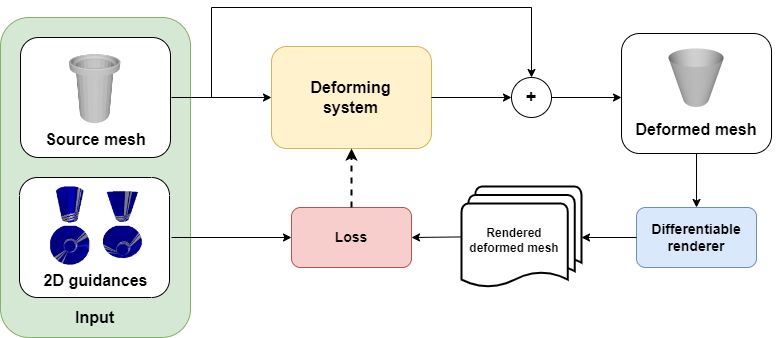 Source mesh
2D guidances
Input
Deforming
system
+
Deformed mesh
Differentiable
renderer
Rendered
deformed mesh
Loss